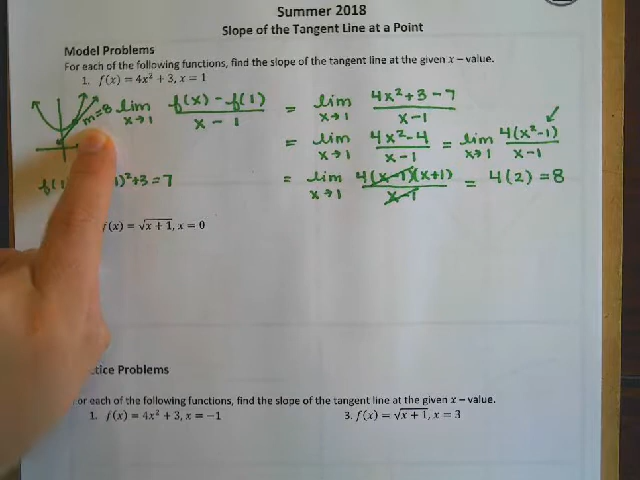 Summer 2018
Slope of the Tangent Line at a Point
Model Problems
For each of the following functions, find the slope of the tangent line at the given x – value.
1. f(x) = 4x² + 3, x = 1
m=8
lim x→1 f(x) - f(1) / x - 1 = lim x→1 4x²+3-7 / x-1
= lim x→1 4x²-4 / x-1 = lim x→1 4(x²-1) / x-1
f(1 1)²+3=7
= lim x→1 4(x-1)(x+1) / x-1 = 4(2) = 8
f(x) = √x + 1, x = 0
Problems
For each of the following functions, find the slope of the tangent line at the given x – value.
1. f(x) = 4x² + 3, x = −1
3. f(x) = √x + 1, x = 3